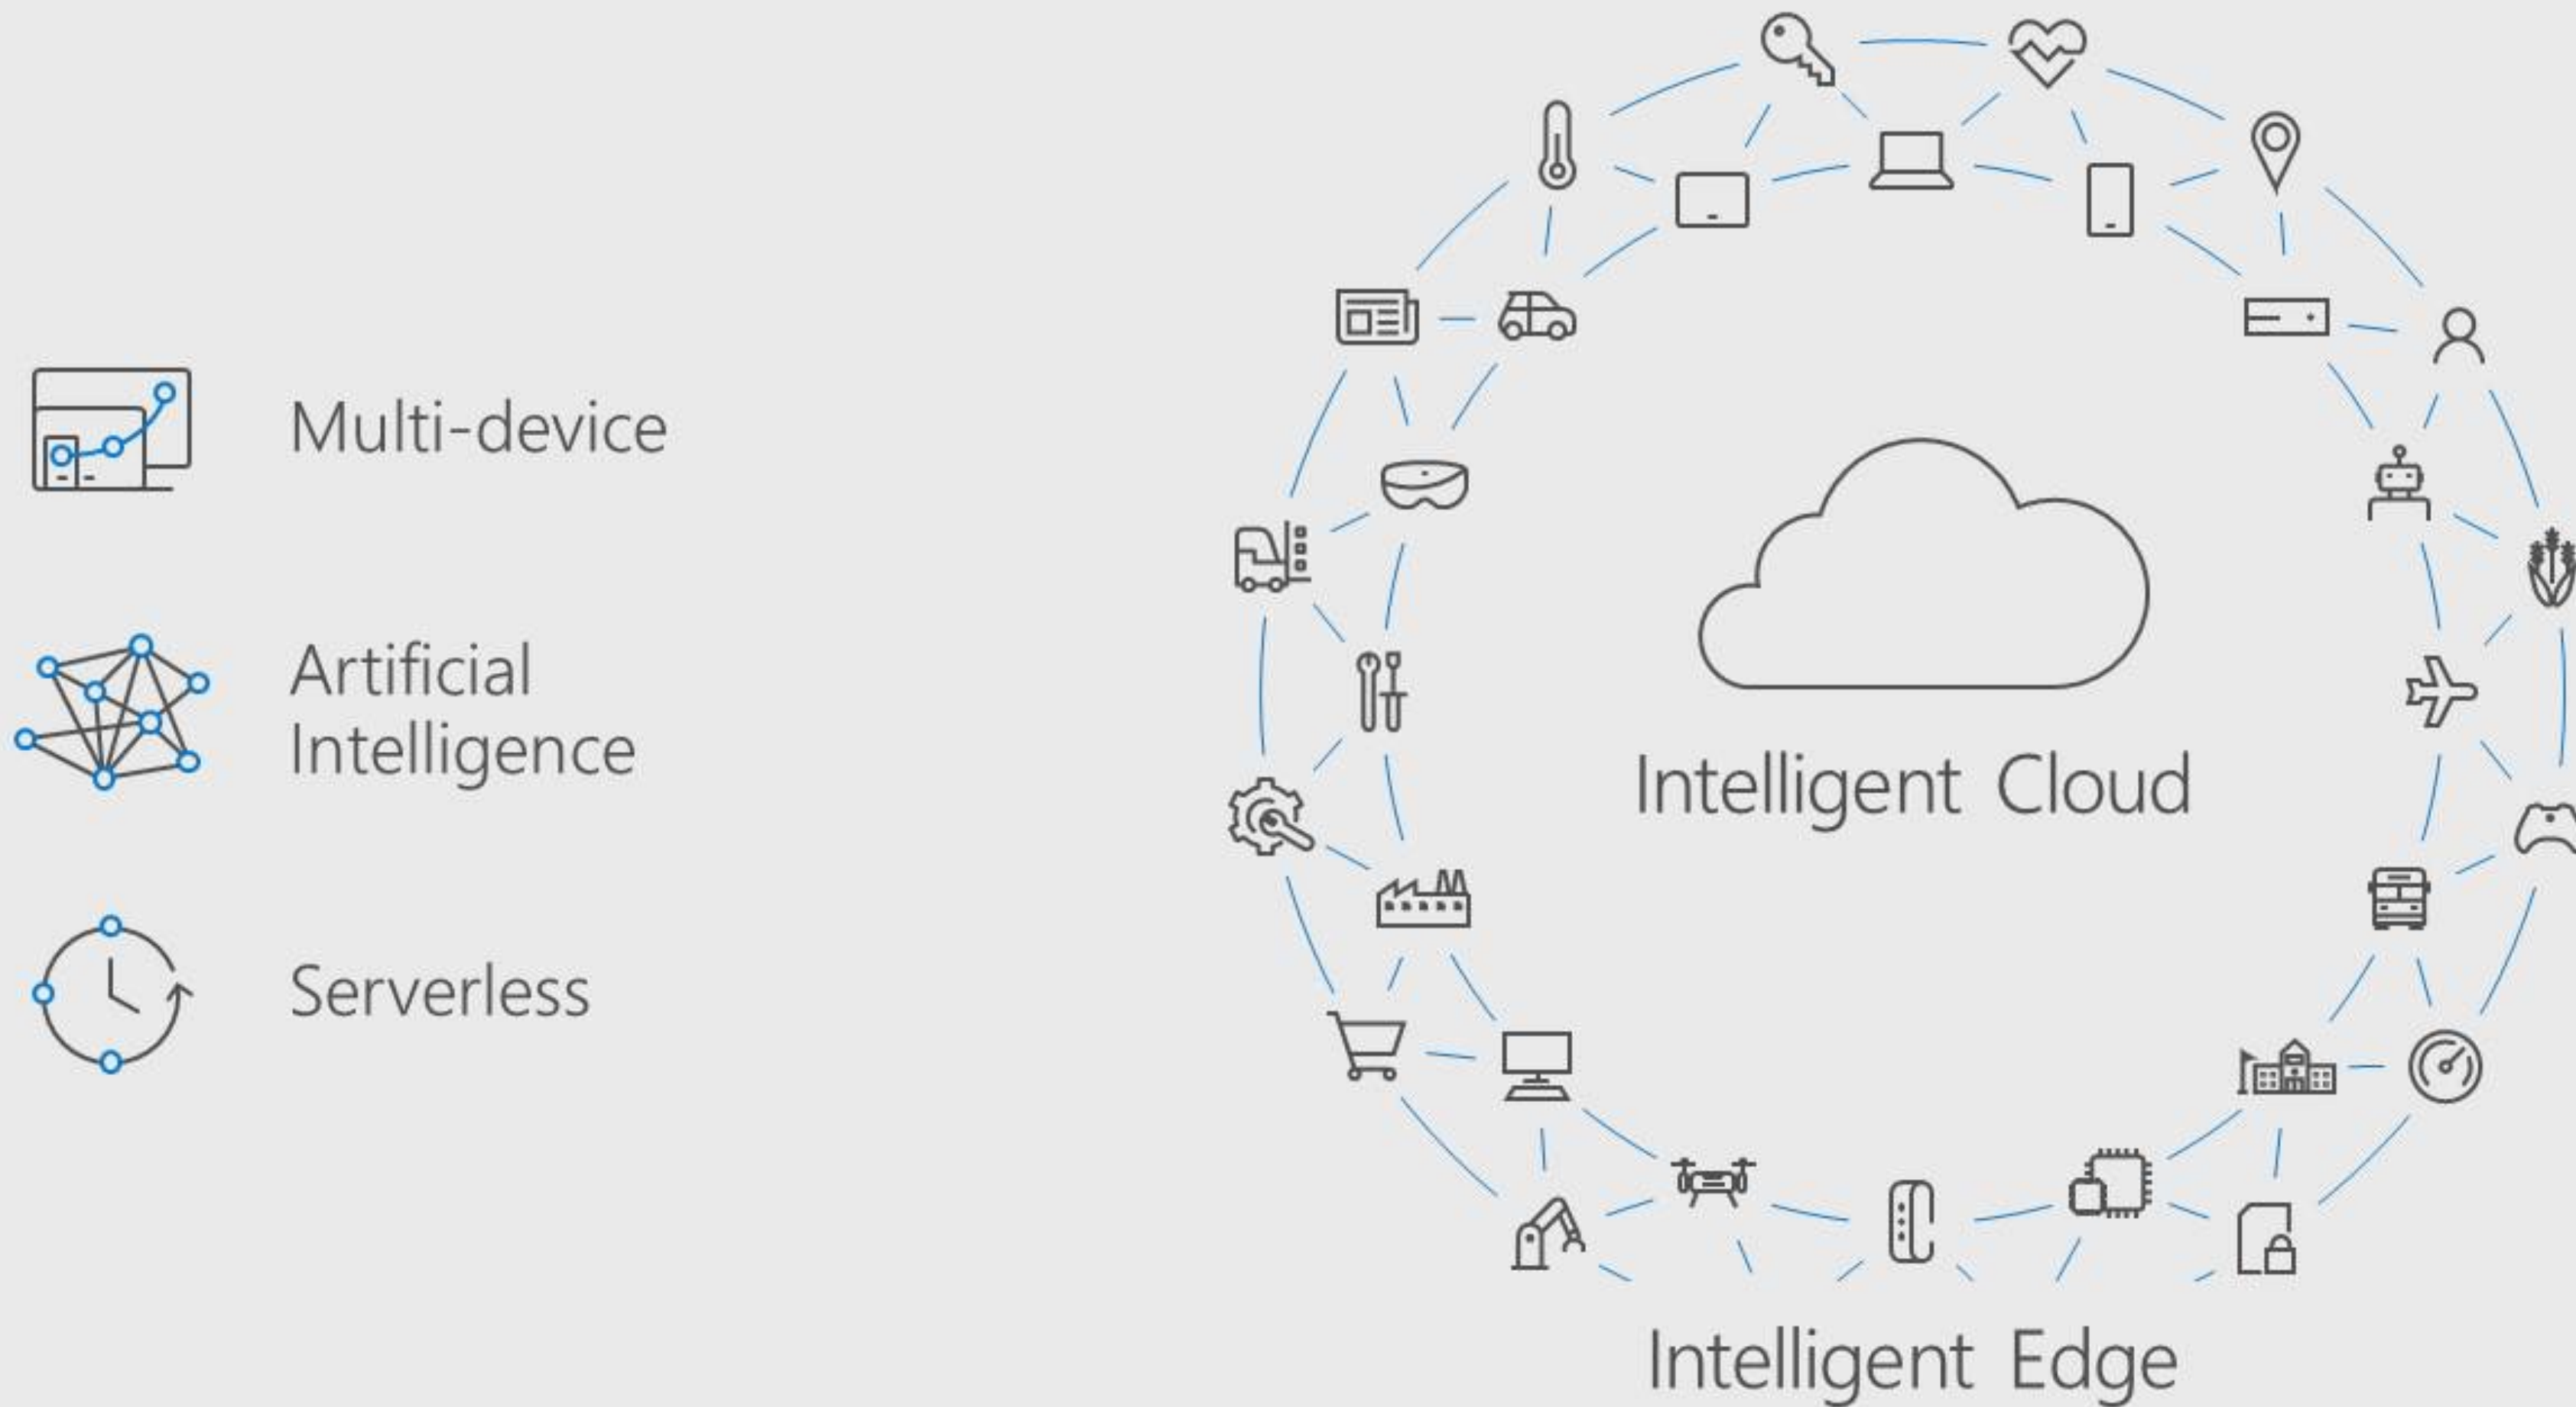 Multi-device
Artificial
Intelligence
Serverless
Intelligent Cloud
Intelligent Edge